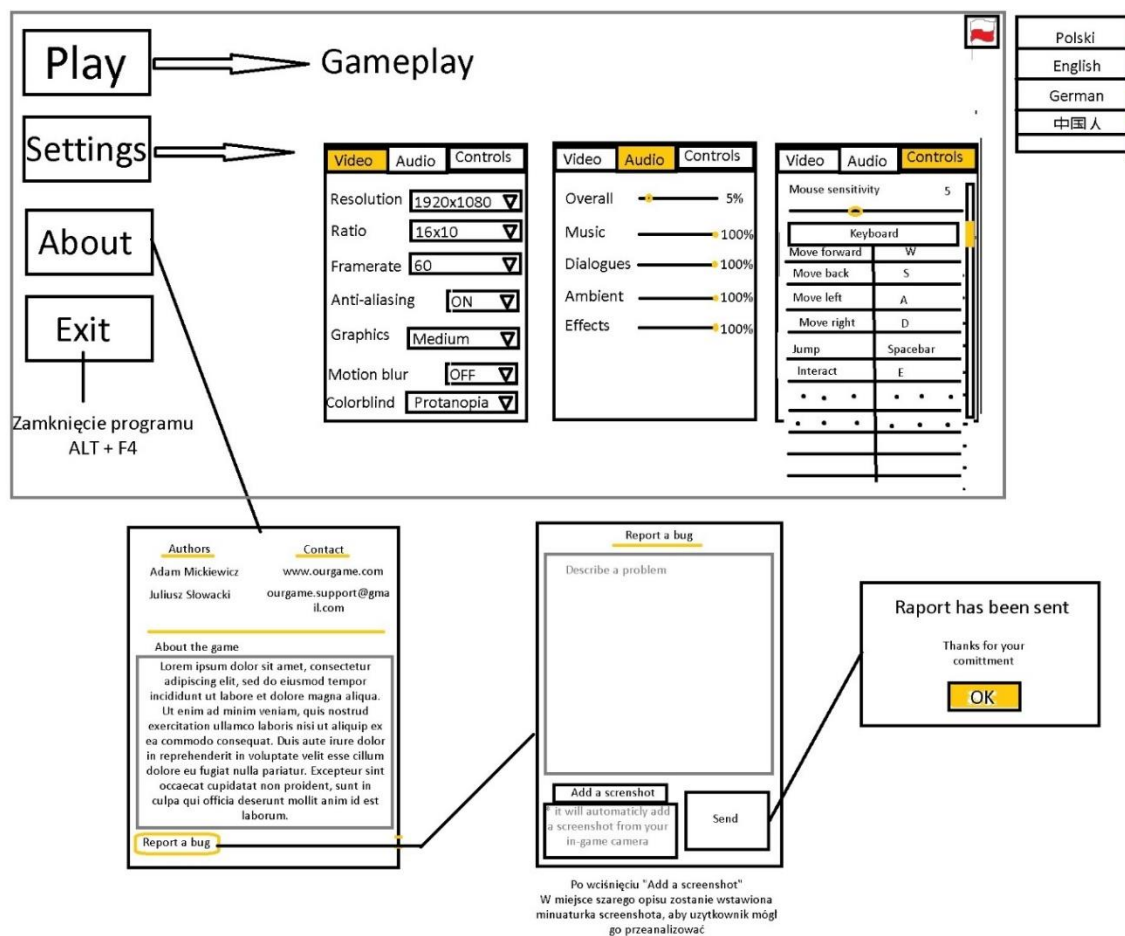 Play
Gameplay
Polski
English
German
中国人
Settings
Video Audio Controls
Resolution 1920x1080
Ratio 16x10
Framerate 60
Anti-aliasing ON
Graphics Medium
Motion blur OFF
Colorblind Protanopia
Video Audio Controls
Overall 5%
Music 100%
Dialogues 100%
Ambient 100%
Effects 100%
Video Audio Controls
Mouse sensitivity 5
Keyboard
Move forward W
Move back S
Move left A
Move right D
Jump Spacebar
Interact E
About
Exit
Zamknięcie programu
ALT + F4
Authors Contact
Adam Mickiewicz www.ourgame.com
Juliusz Słowacki ourgame.support@gma
il.com
About the game
Lorem ipsum dolor sit amet, consectetur
adipiscing elit, sed do eiusmod tempor
incididunt ut labore et dolore magna aliqua.
Ut enim ad minim veniam, quis nostrud
exercitation ullamco laboris nisi ut aliquip ex
ea commodo consequat. Duis aute irure dolor
in reprehenderit in voluptate velit esse cillum
dolore eu fugiat nulla pariatur. Excepteur sint
occaecat cupidatat non proident, sunt in
culpa qui officia deserunt mollit anim id est
laborum.
Report a bug
Report a bug
Describe a problem
Add a screnshot
* it will automaticly add
a screenshot from your
in-game camera
Send
Po wciśnięciu "Add a screenshot"
W miejsce szarego opisu zostanie wstawiona
minuaturka screenshota, aby uzytkownik mógł
go przeanalizować
Raport has been sent
Thanks for your
comittment
OK